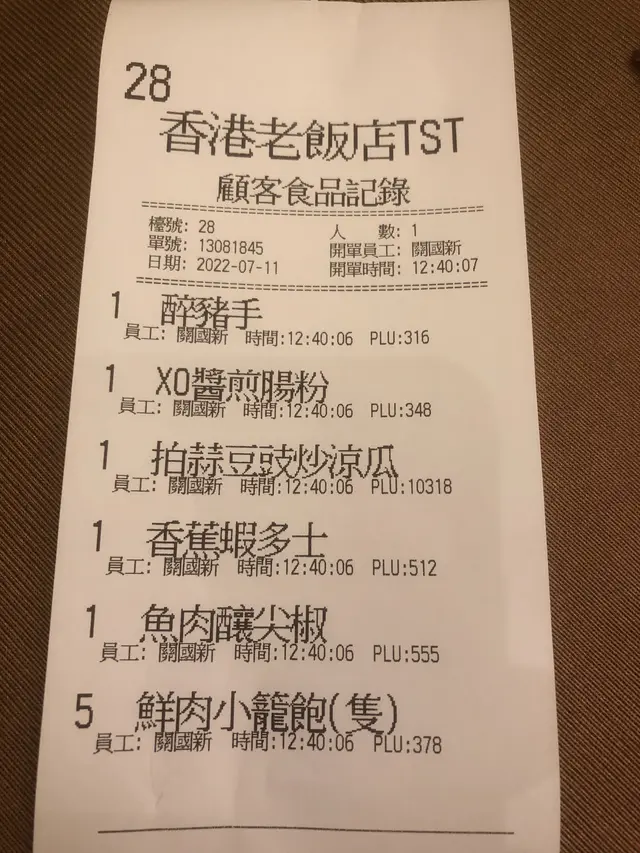 28
香港老飯店TST
顧客食品記錄
檯號: 28 人 數: 1
單號: 13081845 開單員工: 關國新
日期: 2022-07-11 開單時間: 12:40:07
1 醉豬手
員工: 關國新 時間:12:40:06 PLU:316
1 XO醬煎腸粉
員工: 關國新 時間:12:40:06 PLU:348
1 拍蒜豆豉炒涼瓜
員工: 關國新 時間:12:40:06 PLU:10318
1 香蕉蝦多士
員工: 關國新 時間:12:40:06 PLU:512
1 魚肉釀尖椒
員工: 關國新 時間:12:40:06 PLU:555
5 鮮肉小籠飽(隻)
員工: 關國新 時間:12:40:06 PLU:378